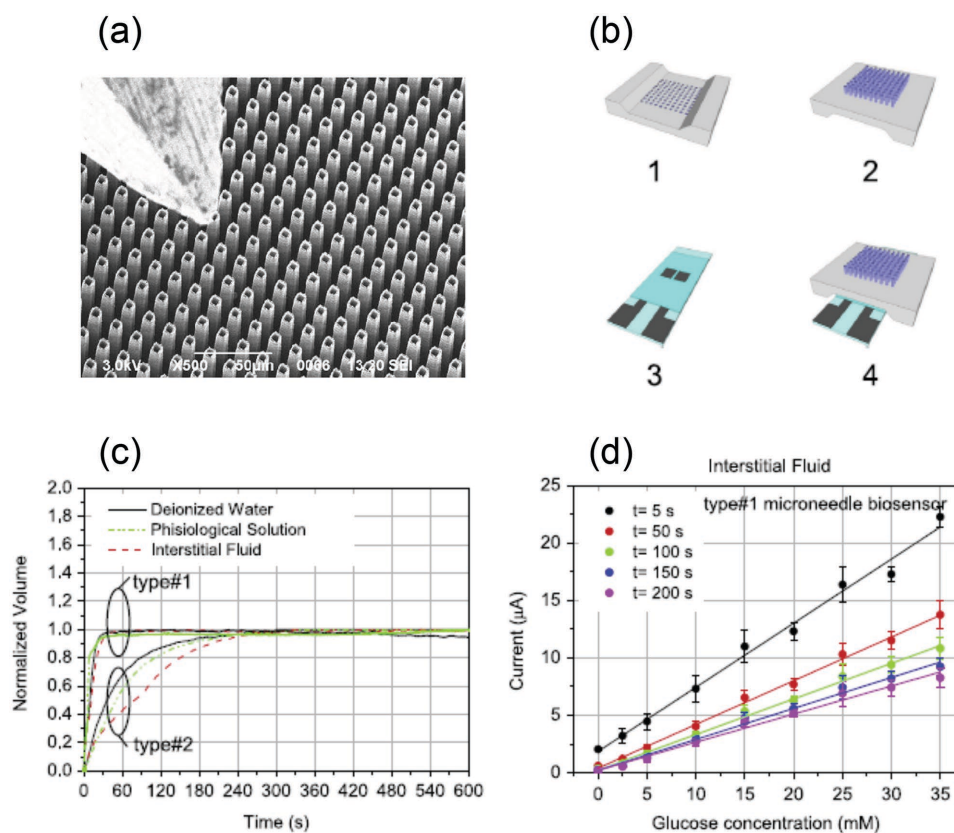 (a)
3.0kV X500 50µm 0066 13 20 SEI
(b)
1
2
3
4
(c)
2.0
1.8
1.6
1.4
1.2
1.0
0.8
0.6
0.4
0.2
0.0
Normalized Volume
Deionized Water
Phisiological Solution
Interstitial Fluid
type#1
type#2
0 60 120 180 240 300 360 420 480 540 600
Time (s)
(d)
Interstitial Fluid
type#1 microneedle biosensor
t= 5 s
t= 50 s
t= 100 s
t= 150 s
t= 200 s
25
20
15
10
5
0
Current (µA)
0 5 10 15 20 25 30 35
Glucose concentration (mM)